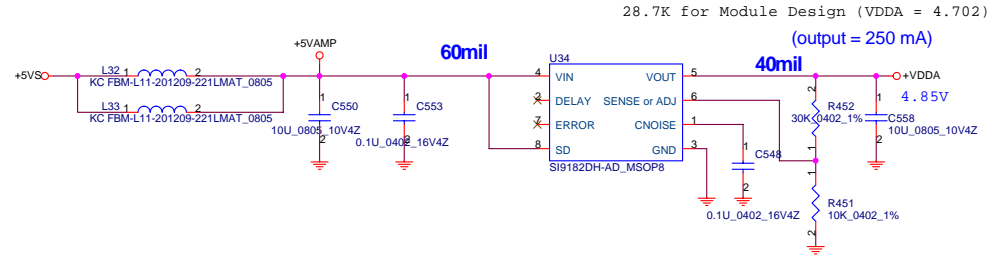 28.7K for Module Design (VDDA = 4.702)
(output = 250 mA)
+5VAMP
60mil
40mil
U34
+5VS
L32 1 2
KC FBM-L11-201209-221LMAT_0805
L33 1 2
KC FBM-L11-201209-221LMAT_0805
4 VIN VOUT 5
2 DELAY SENSE or ADJ 6
7 ERROR CNOISE 1
8 SD GND 3
SI9182DH-AD_MSOP8
+VDDA
4.85V
1
C550
10U_0805_10V4Z
2
1
C553
0.1U_0402_16V4Z
2
1
C548
2
0.1U_0402_16V4Z
2
R452
30K_0402_1%
1
1
C558
10U_0805_10V4Z
2
1
R451
10K_0402_1%
2